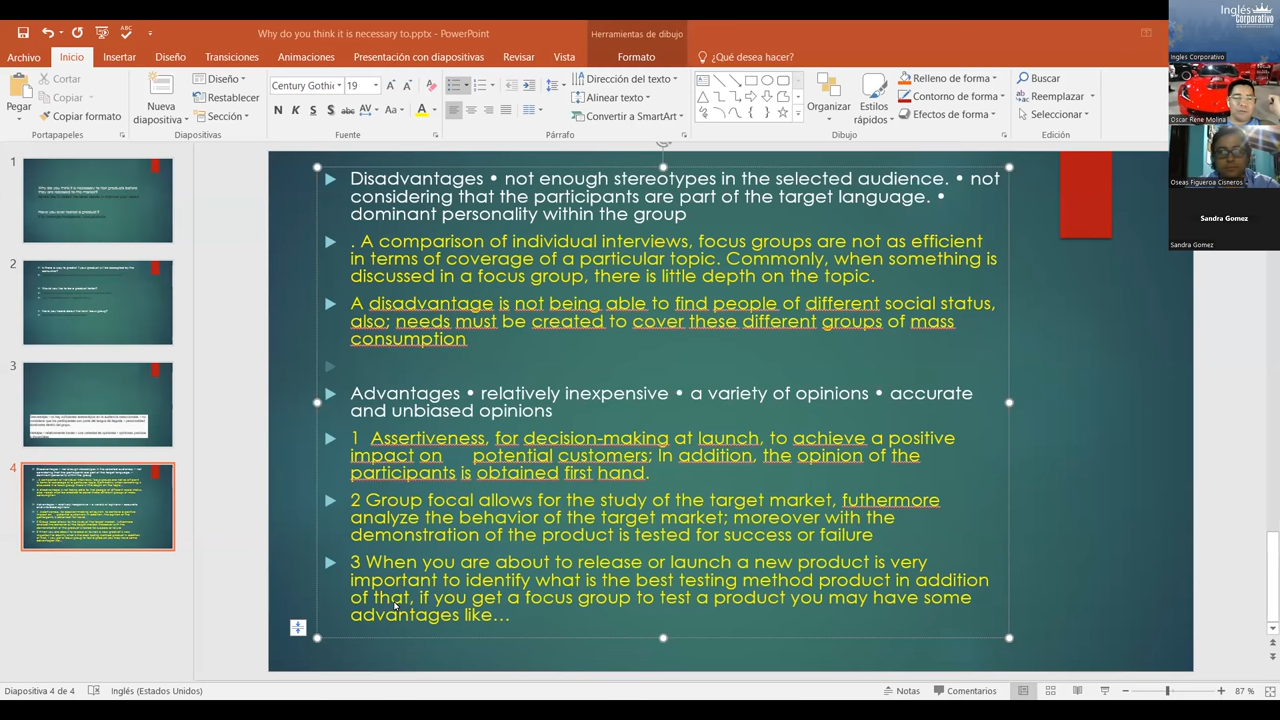 Why do you think it is necessary to.pptx - PowerPoint
Herramientas de dibujo
Archivo Inicio Insertar Diseño Transiciones Animaciones Presentación con diapositivas Revisar Vista Formato ¿Qué desea hacer?
Pegar
Cortar
Copiar
Copiar formato
Portapapeles
Nueva diapositiva
Diseño
Restablecer
Sección
Diapositivas
Century Gothic 19
N K S S abc AV Aa A
Fuente
Dirección del texto
Alinear texto
Convertir a SmartArt
Párrafo
Organizar
Estilos rápidos
Relleno de forma
Contorno de forma
Efectos de forma
Dibujo
Buscar
Reemplazar
Seleccionar
Edición
Inglés Corporativo
Ingles Corporativo
Oscar Rene Molina
Oseas Figueroa Cisneros
Sandra Gomez
Sandra Gomez
1
2
3
4
Disadvantages • not enough stereotypes in the selected audience. • not
considering that the participants are part of the target language. •
dominant personality within the group
. A comparison of individual interviews, focus groups are not as efficient
in terms of coverage of a particular topic. Commonly, when something is
discussed in a focus group, there is little depth on the topic.
A disadvantage is not being able to find people of different social status,
also; needs must be created to cover these different groups of mass
consumption
Advantages • relatively inexpensive • a variety of opinions • accurate
and unbiased opinions
1 Assertiveness, for decision-making at launch, to achieve a positive
impact on potential customers; In addition, the opinion of the
participants is obtained first hand.
2 Group focal allows for the study of the target market, futhermore
analyze the behavior of the target market; moreover with the
demonstration of the product is tested for success or failure
3 When you are about to release or launch a new product is very
important to identify what is the best testing method product in addition
of that, if you get a focus group to test a product you may have some
advantages like…
Diapositiva 4 de 4 Inglés (Estados Unidos) Notas Comentarios 87 %